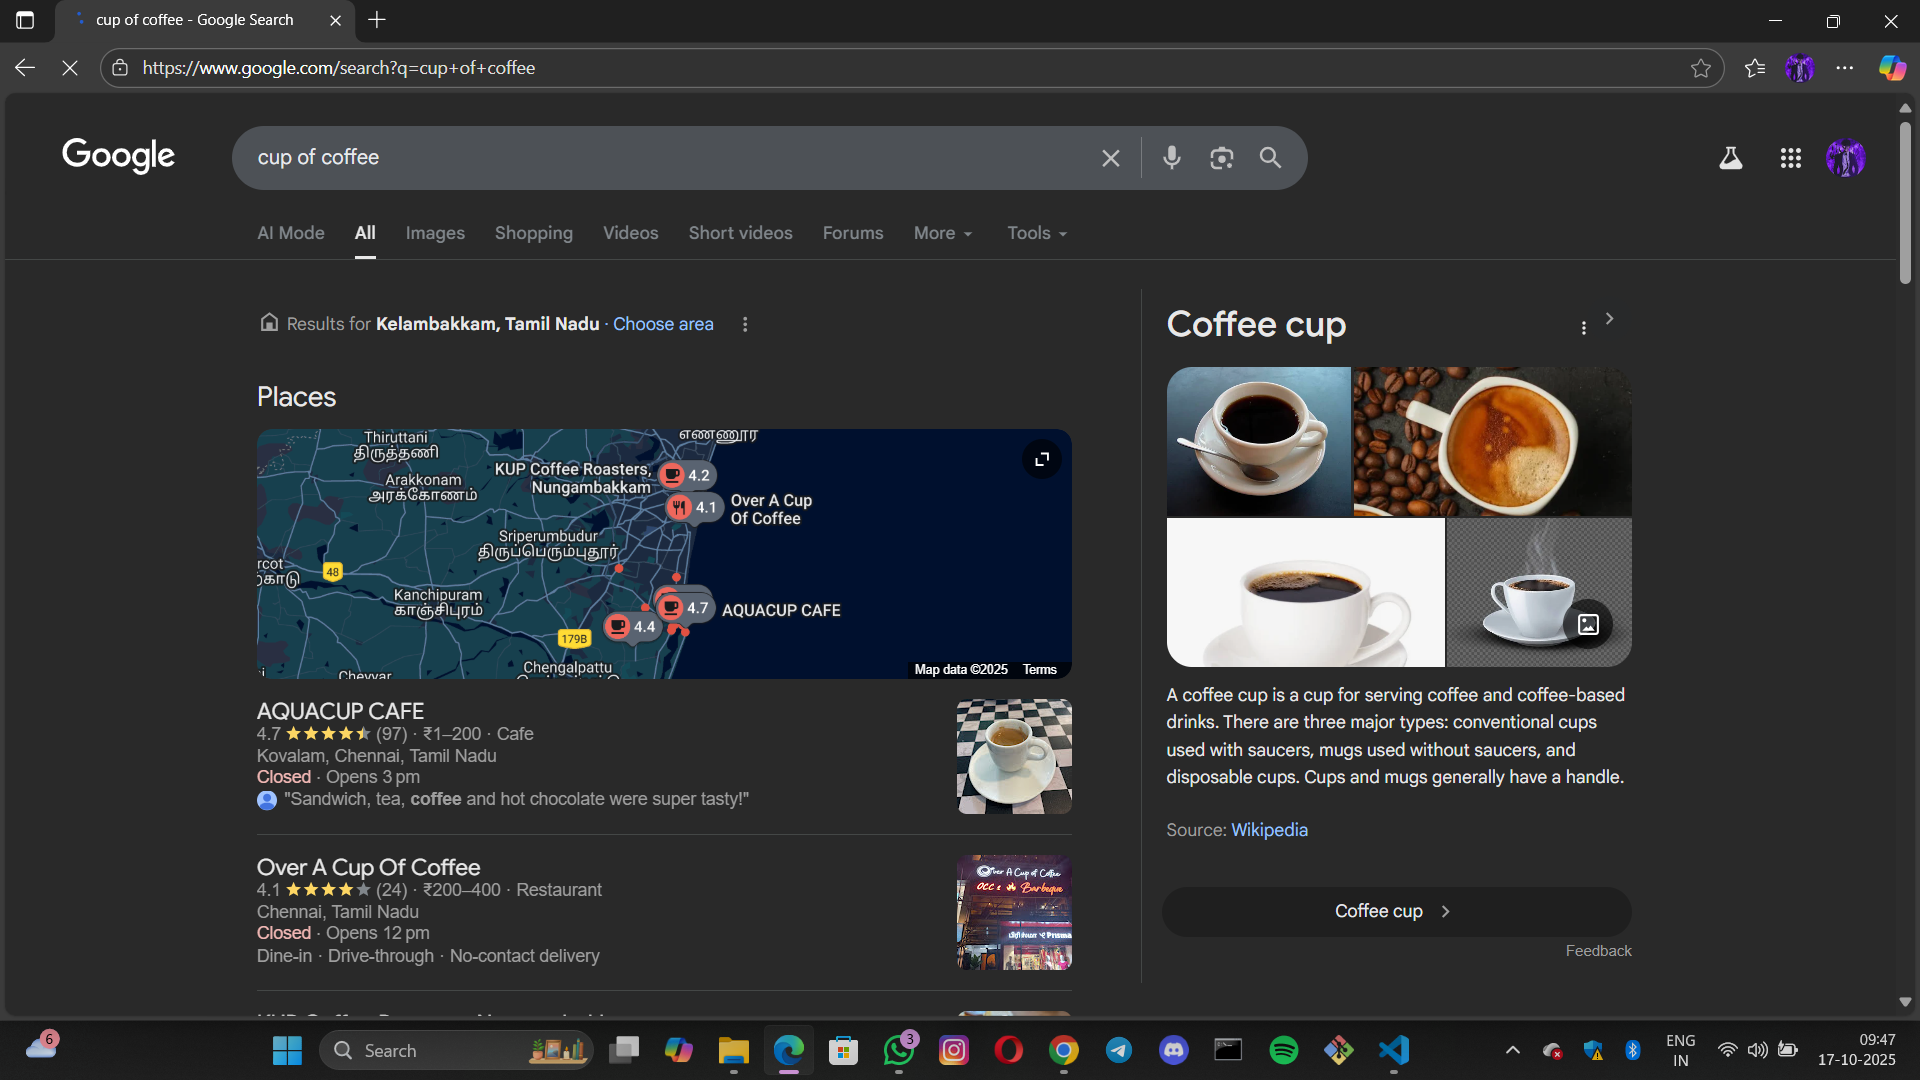 cup of coffee - Google Search
https://www.google.com/search?q=cup+of+coffee
Google
cup of coffee
AI Mode
All
Images
Shopping
Videos
Short videos
Forums
More
Tools
Results for Kelambakkam, Tamil Nadu · Choose area
Places
Thiruttani
திருத்தணி
எண்ணூர்
Arakkonam
அரக்கோணம்
KUP Coffee Roasters,
Nungambakkam
4.2
4.1
Over A Cup
Of Coffee
Sriperumbudur
திருப்பெரும்புதூர்
48
Kanchipuram
காஞ்சிபுரம்
4.7
AQUACUP CAFE
4.4
179B
Chengalpattu
Map data ©2025
Terms
AQUACUP CAFE
4.7 (97) · ₹1–200 · Cafe
Kovalam, Chennai, Tamil Nadu
Closed · Opens 3 pm
"Sandwich, tea, coffee and hot chocolate were super tasty!"
Over A Cup Of Coffee
4.1 (24) · ₹200–400 · Restaurant
Chennai, Tamil Nadu
Closed · Opens 12 pm
Dine-in · Drive-through · No-contact delivery
Over A Cup of Coffee
OCC & Barbeque
Coffee cup
A coffee cup is a cup for serving coffee and coffee-based
drinks. There are three major types: conventional cups
used with saucers, mugs used without saucers, and
disposable cups. Cups and mugs generally have a handle.
Source: Wikipedia
Coffee cup
Feedback
6
Search
3
ENG
IN
09:47
17-10-2025